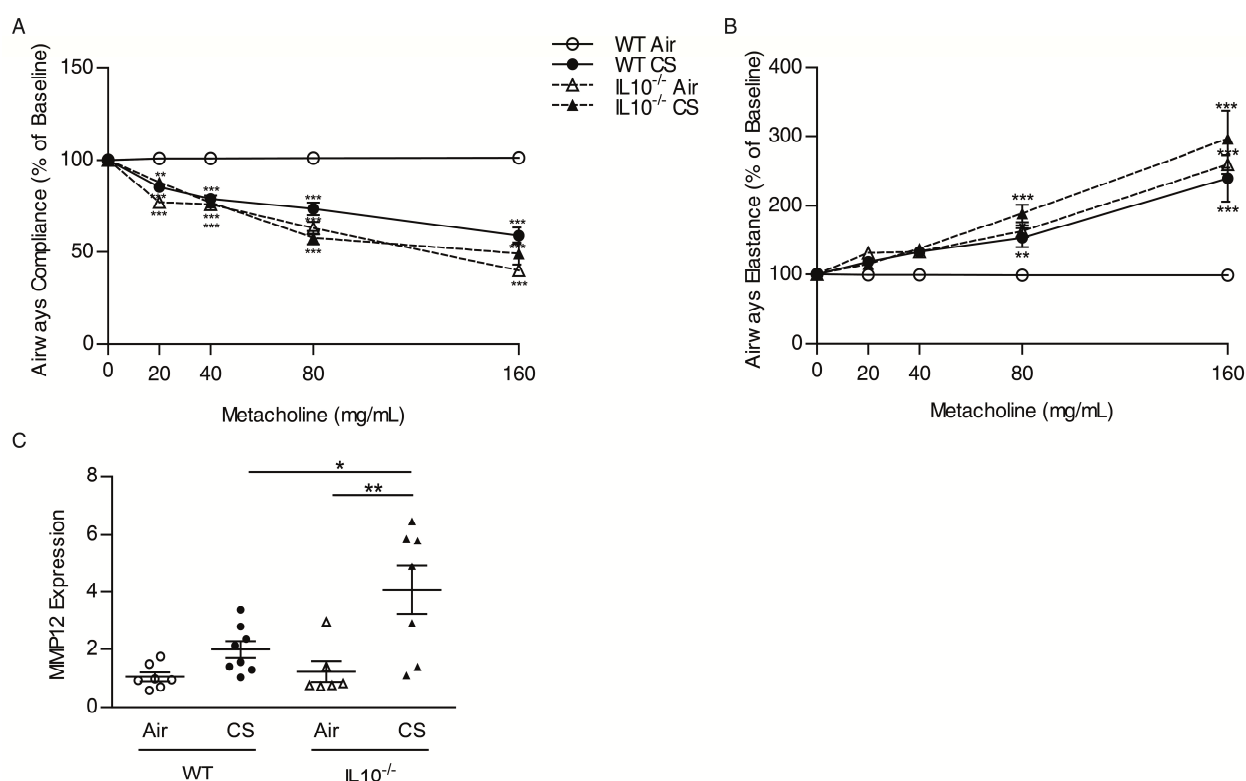 A
Airways Compliance (% of Baseline)
150
100
50
0
**
***
***
***
***
***
***
***
***
***
***
***
0 20 40 80 160
Metacholine (mg/mL)
WT Air
WT CS
IL10-/- Air
IL10-/- CS
B
Airways Elastance (% of Baseline)
400
300
200
100
0
***
***
***
***
**
0 20 40 80 160
Metacholine (mg/mL)
C
MMP12 Expression
8
6
4
2
0
*
**
Air CS Air CS
WT IL10-/-